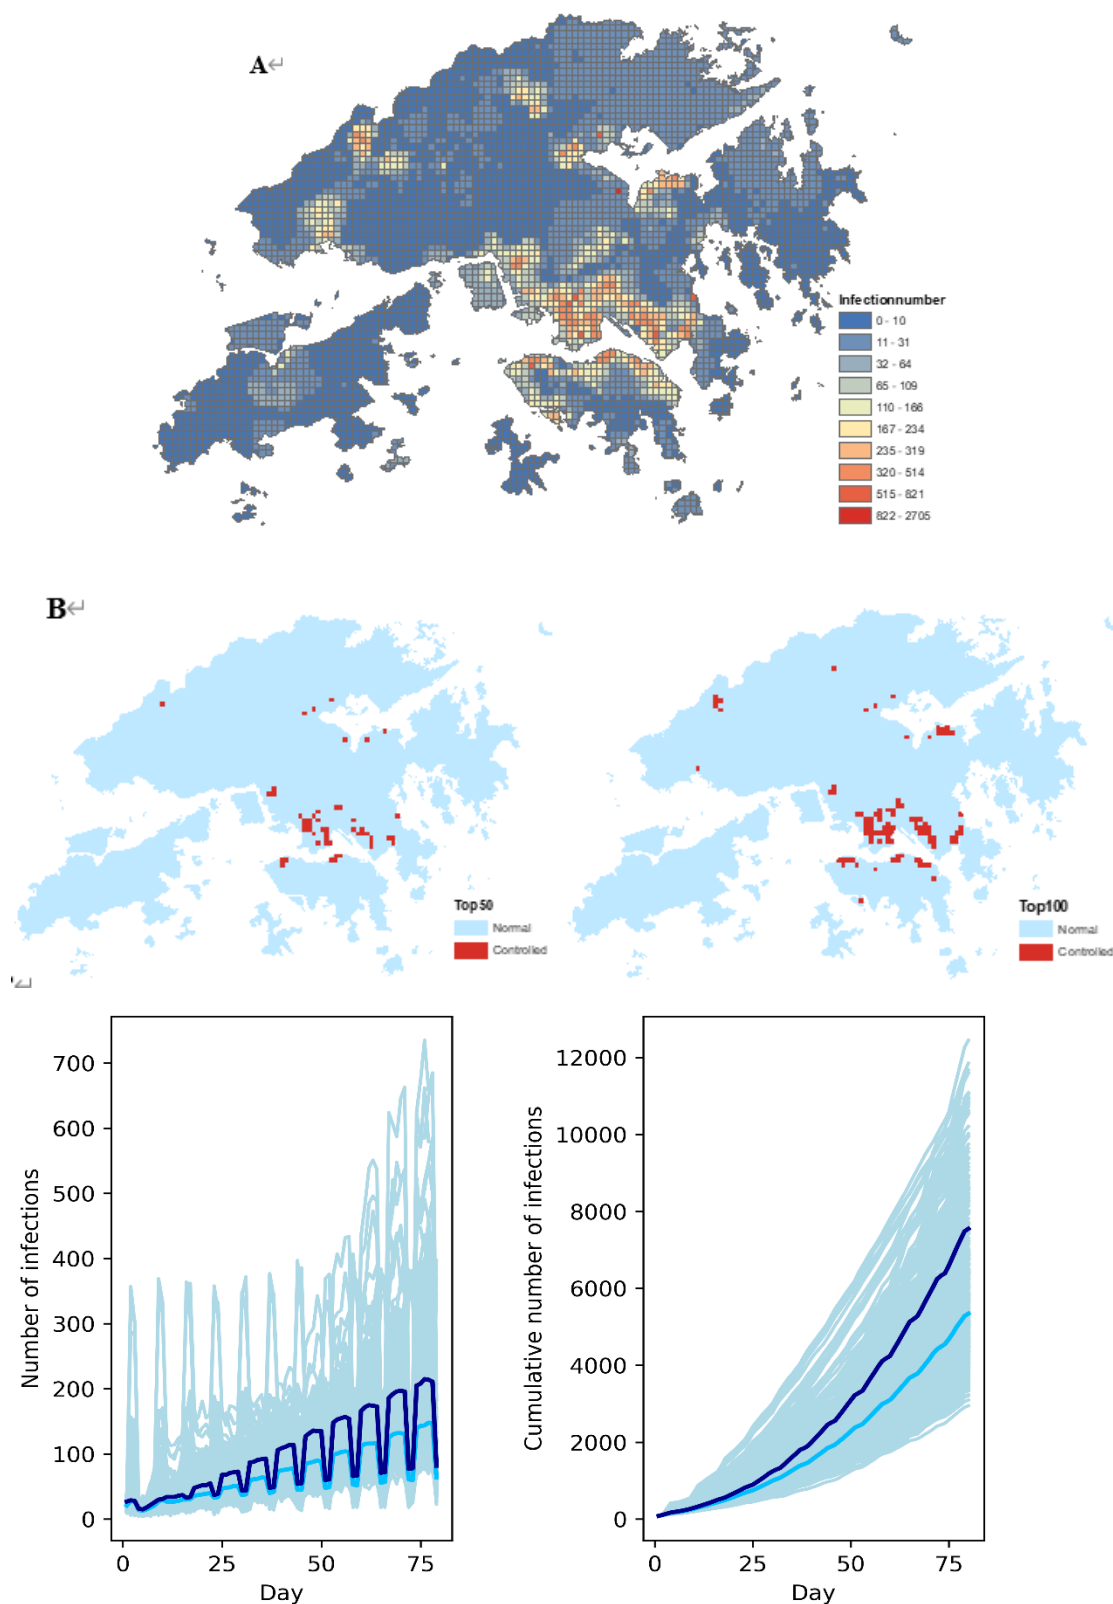 A↵
Infectionnumber
0 - 10
11 - 31
32 - 64
65 - 109
110 - 166
167 - 234
235 - 319
320 - 514
515 - 821
822 - 2705
B↵
Top50
Normal
Controlled
Top100
Normal
Controlled
↵
700
600
500
400
300
200
100
0
Number of infections
0 25 50 75
Day
12000
10000
8000
6000
4000
2000
0
Cumulative number of infections
0 25 50 75
Day